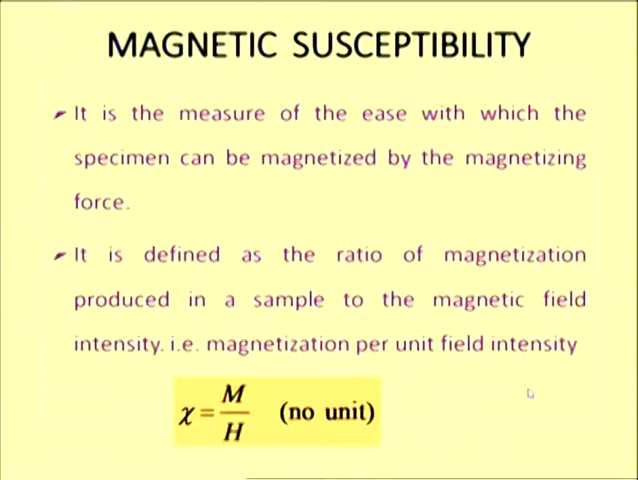 MAGNETIC SUSCEPTIBILITY
➤ It is the measure of the ease with which the
specimen can be magnetized by the magnetizing
force.
➤ It is defined as the ratio of magnetization
produced in a sample to the magnetic field
intensity. i.e. magnetization per unit field intensity
χ = M/H (no unit)